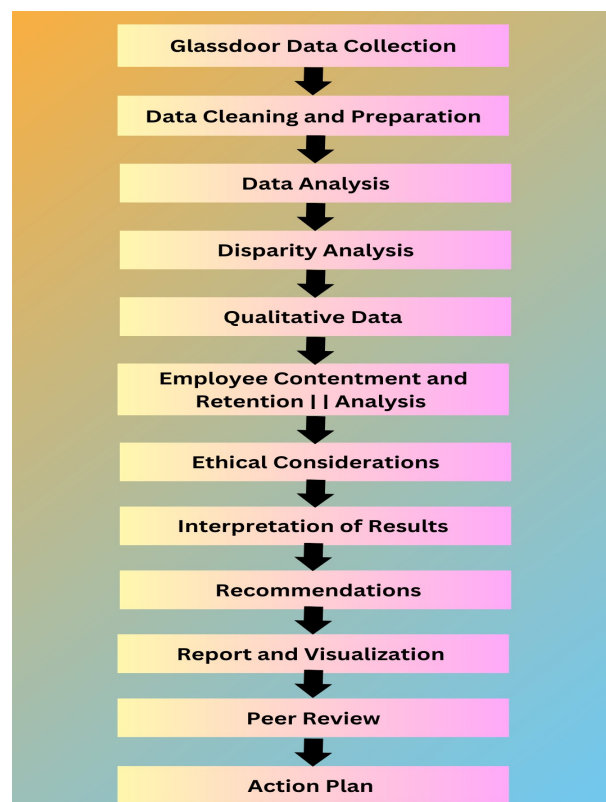 Glassdoor Data Collection
Data Cleaning and Preparation
Data Analysis
Disparity Analysis
Qualitative Data
Employee Contentment and
Retention | | Analysis
Ethical Considerations
Interpretation of Results
Recommendations
Report and Visualization
Peer Review
Action Plan